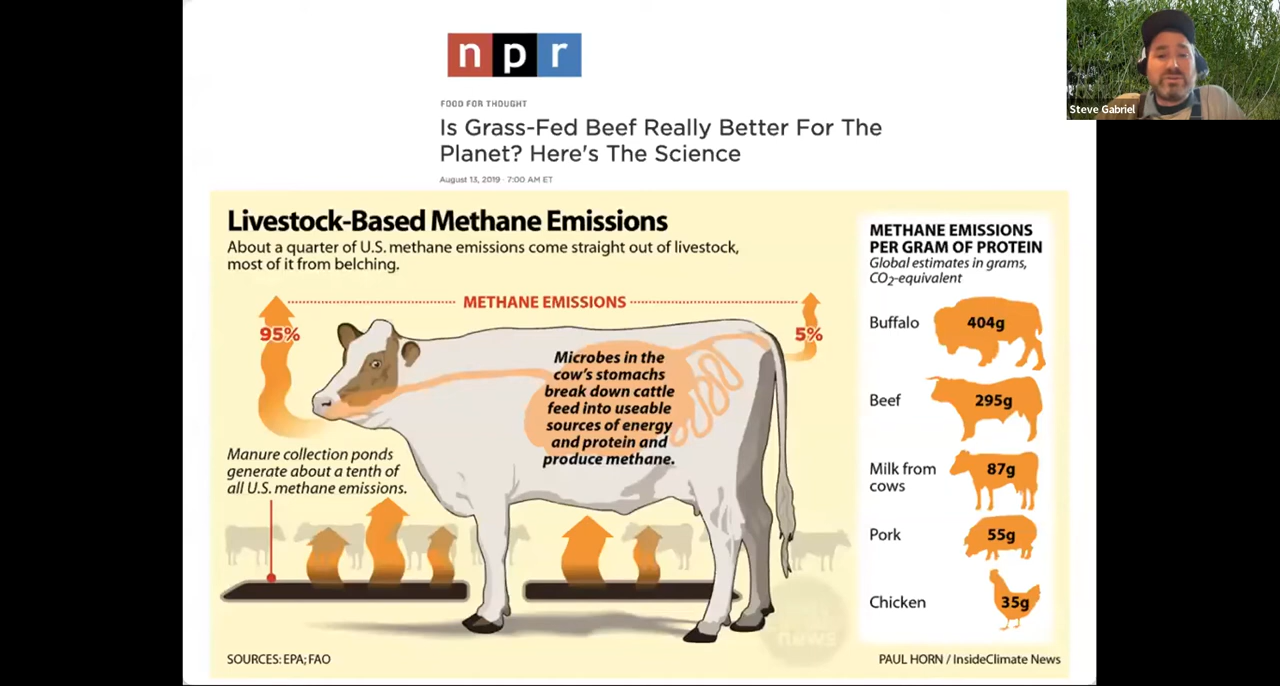 npr
Steve Gabriel
FOOD FOR THOUGHT
Is Grass-Fed Beef Really Better For The
Planet? Here's The Science
August 13, 2019 · 7:00 AM ET
Livestock-Based Methane Emissions
About a quarter of U.S. methane emissions come straight out of livestock,
most of it from belching.
METHANE EMISSIONS
95%
5%
Microbes in the
cow's stomachs
break down cattle
feed into useable
sources of energy
and protein and
produce methane.
Manure collection ponds
generate about a tenth of
all U.S. methane emissions.
METHANE EMISSIONS
PER GRAM OF PROTEIN
Global estimates in grams,
CO2-equivalent
Buffalo 404g
Beef 295g
Milk from
cows 87g
Pork 55g
Chicken 35g
news
SOURCES: EPA; FAO
PAUL HORN / InsideClimate News